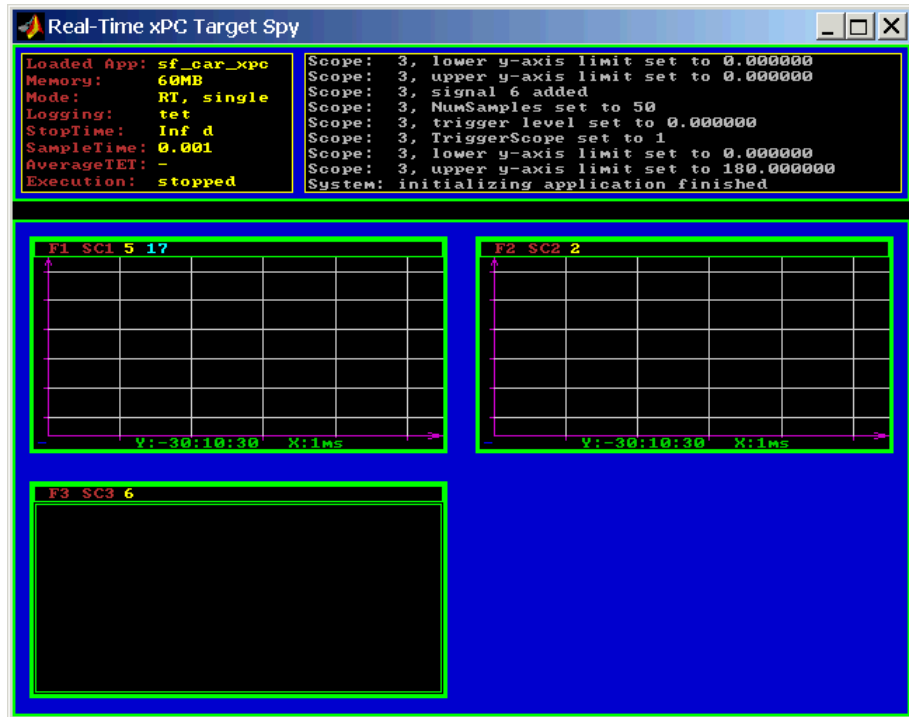 Real-Time xPC Target Spy
Loaded App: sf_car_xpc
Memory: 60MB
Mode: RT, single
Logging: tet
StopTime: Inf d
SampleTime: 0.001
AverageTET: -
Execution: stopped
Scope: 3, lower y-axis limit set to 0.000000
Scope: 3, upper y-axis limit set to 0.000000
Scope: 3, signal 6 added
Scope: 3, NumSamples set to 50
Scope: 3, trigger level set to 0.000000
Scope: 3, TriggerScope set to 1
Scope: 3, lower y-axis limit set to 0.000000
Scope: 3, upper y-axis limit set to 180.000000
System: initializing application finished
F1 SC1 5 17
Y:-30:10:30 X:1ms
F2 SC2 2
Y:-30:10:30 X:1ms
F3 SC3 6